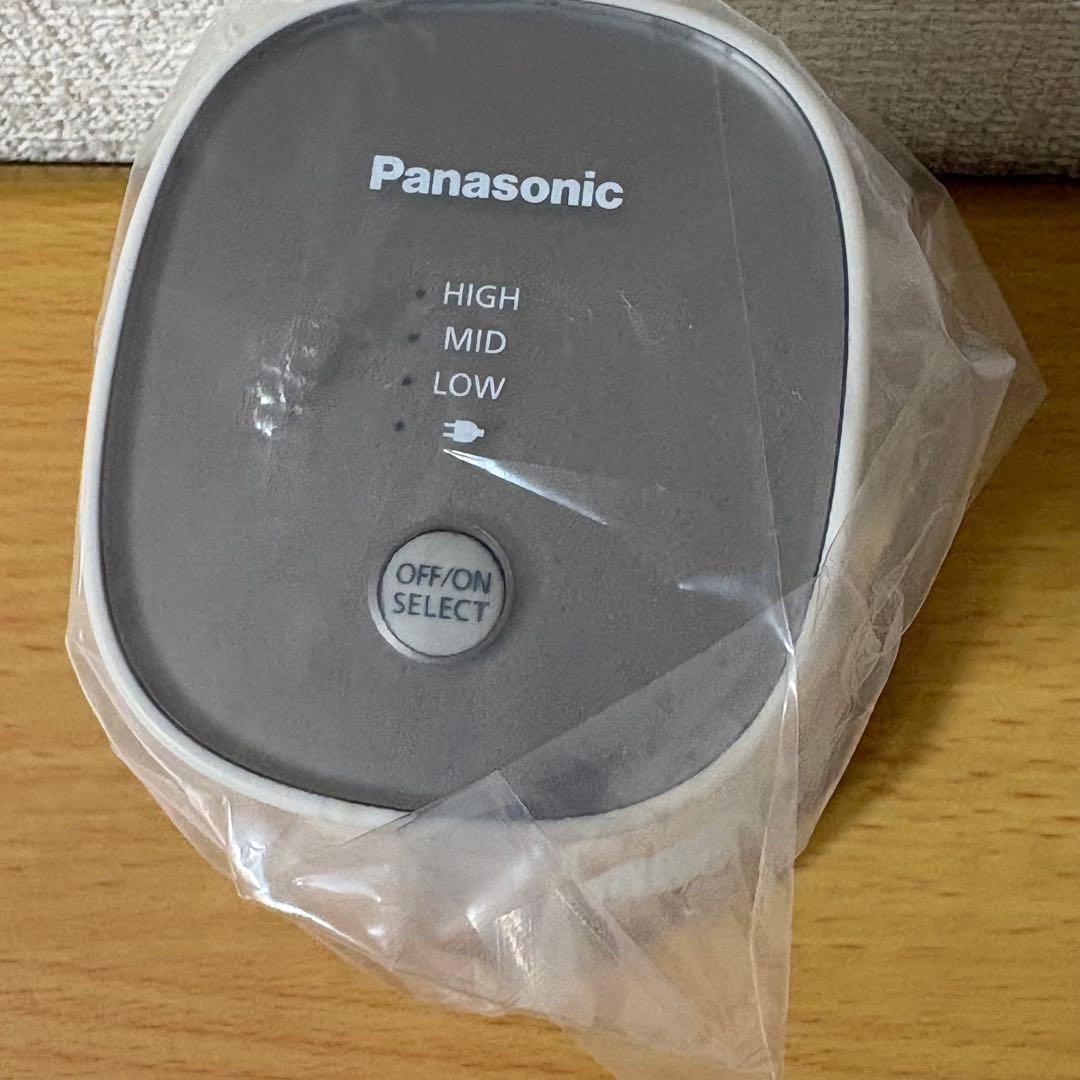 Panasonic
HIGH
MID
LOW
OFF/ON
SELECT